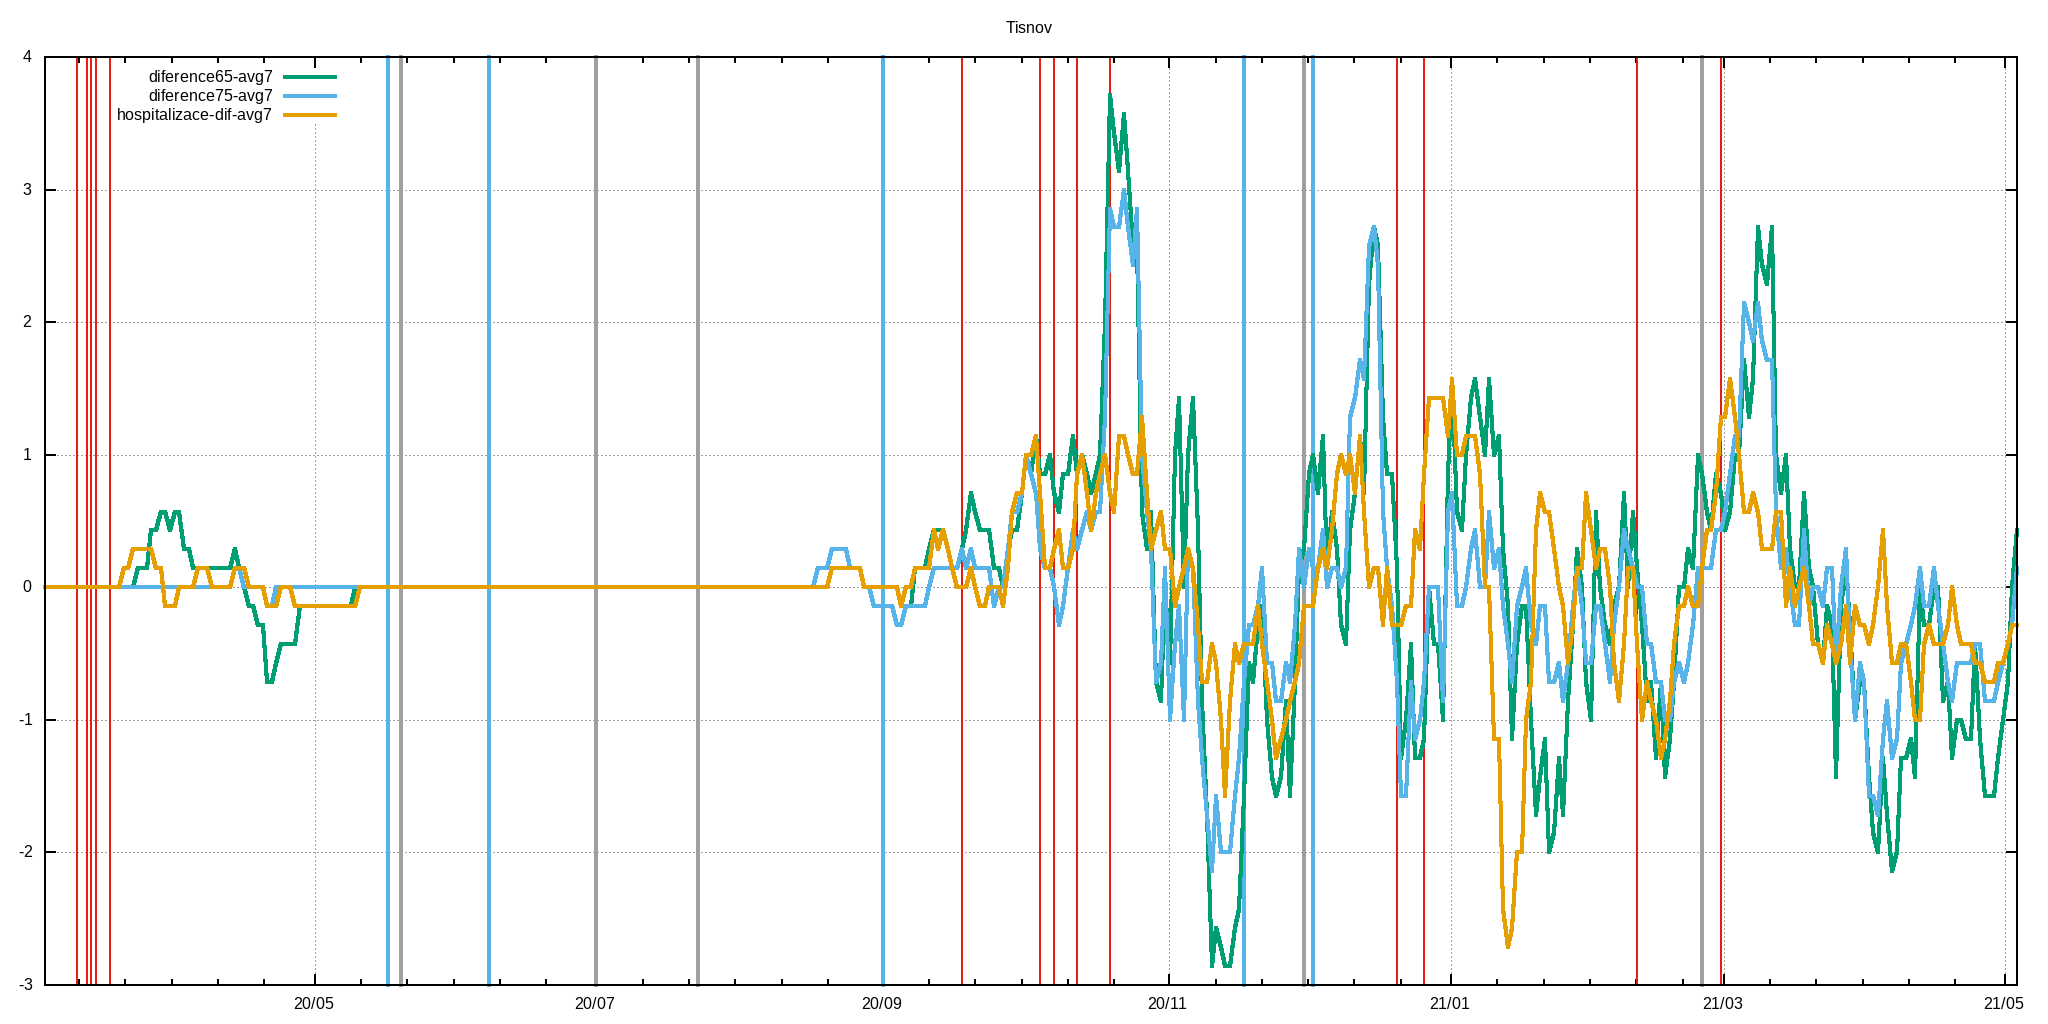 Tisnov
diference65-avg7
diference75-avg7
hospitalizace-dif-avg7
4
3
2
1
0
-1
-2
-3
20/05 20/07 20/09 20/11 21/01 21/03 21/05